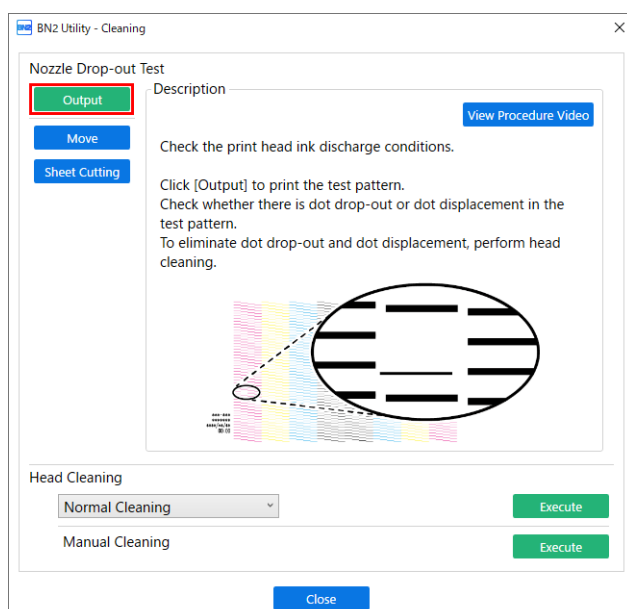 BN2 Utility - Cleaning
Nozzle Drop-out Test
Output
Description
View Procedure Video
Move
Check the print head ink discharge conditions.
Sheet Cutting
Click [Output] to print the test pattern.
Check whether there is dot drop-out or dot displacement in the
test pattern.
To eliminate dot drop-out and dot displacement, perform head
cleaning.
Head Cleaning
Normal Cleaning
Execute
Manual Cleaning
Execute
Close